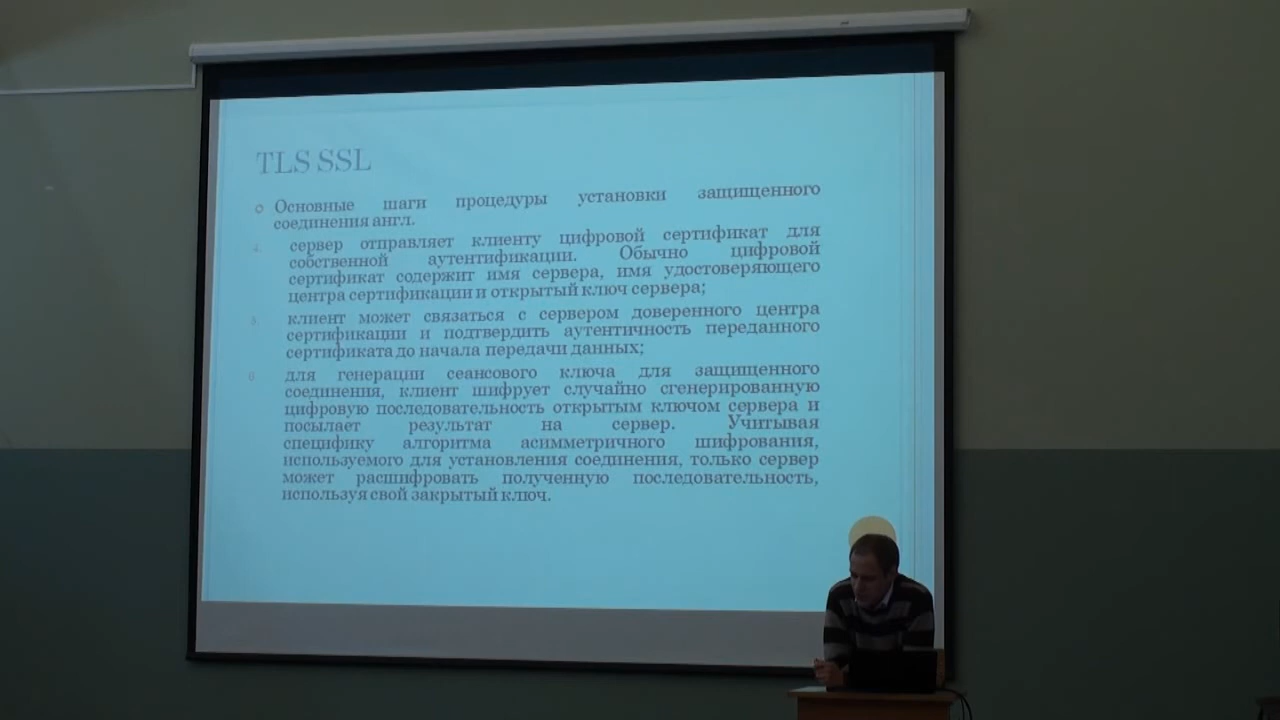 TLS SSL
Основные шаги процедуры установки защищенного
соединения англ.
сервер отправляет клиенту цифровой сертификат для
собственной аутентификации. Обычно цифровой
сертификат содержит имя сервера, имя удостоверяющего
центра сертификации и открытый ключ сервера;
клиент может связаться с сервером доверенного центра
сертификации и подтвердить аутентичность переданного
сертификата до начала передачи данных;
для генерации сеансового ключа для защищенного
соединения, клиент шифрует случайно сгенерированную
цифровую последовательность открытым ключом сервера и
посылает результат на сервер. Учитывая
специфику алгоритма асимметричного шифрования,
используемого для установления соединения, только сервер
может расшифровать полученную последовательность,
используя свой закрытый ключ.